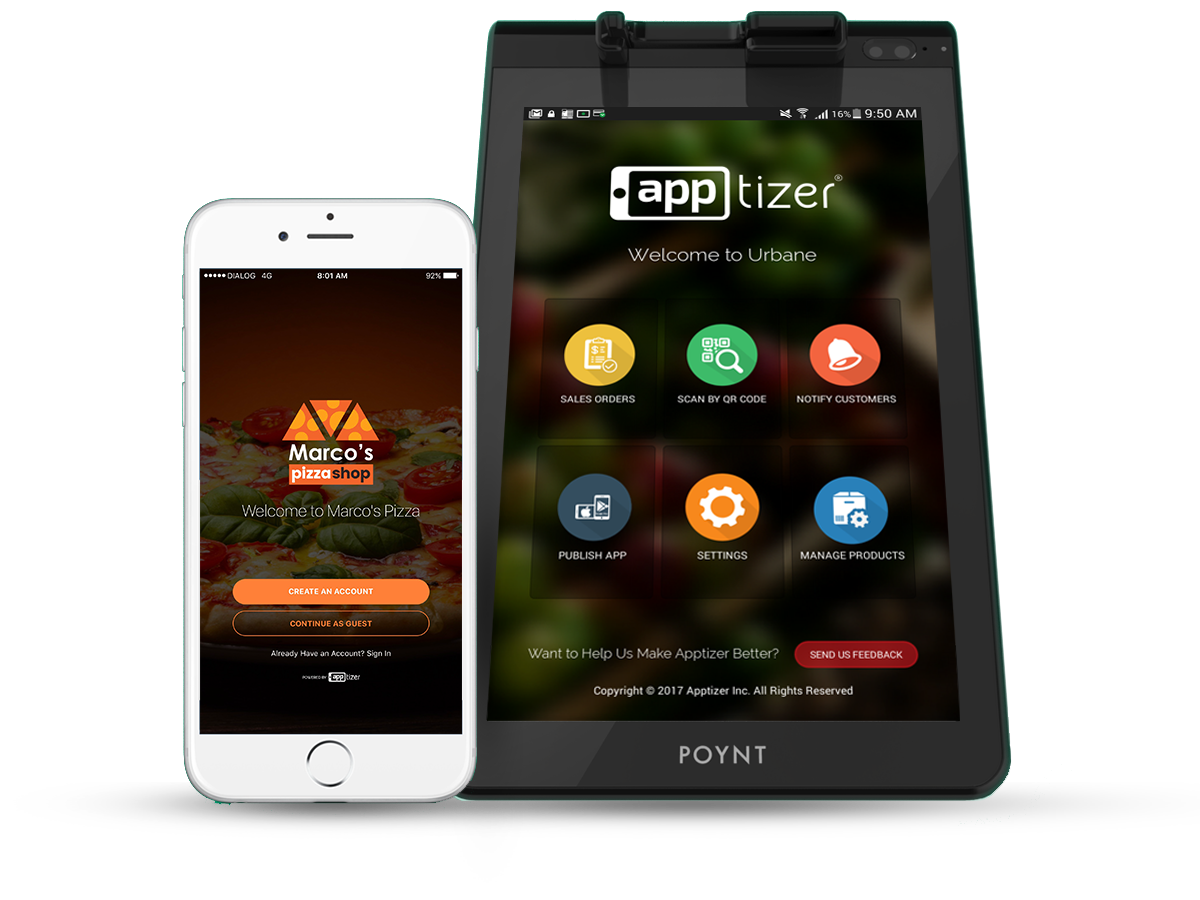 ●●●●● DIALOG 4G 8:01 AM 92%
Marco's
pizza shop
Welcome to Marco's Pizza
CREATE AN ACCOUNT
CONTINUE AS GUEST
Already Have an Account? Sign In
POWERED BY app tizer
16% 9:50 AM
app tizer®
Welcome to Urbane
SALES ORDERS SCAN BY QR CODE NOTIFY CUSTOMERS
PUBLISH APP SETTINGS MANAGE PRODUCTS
Want to Help Us Make Apptizer Better? SEND US FEEDBACK
Copyright © 2017 Apptizer Inc. All Rights Reserved
POYNT